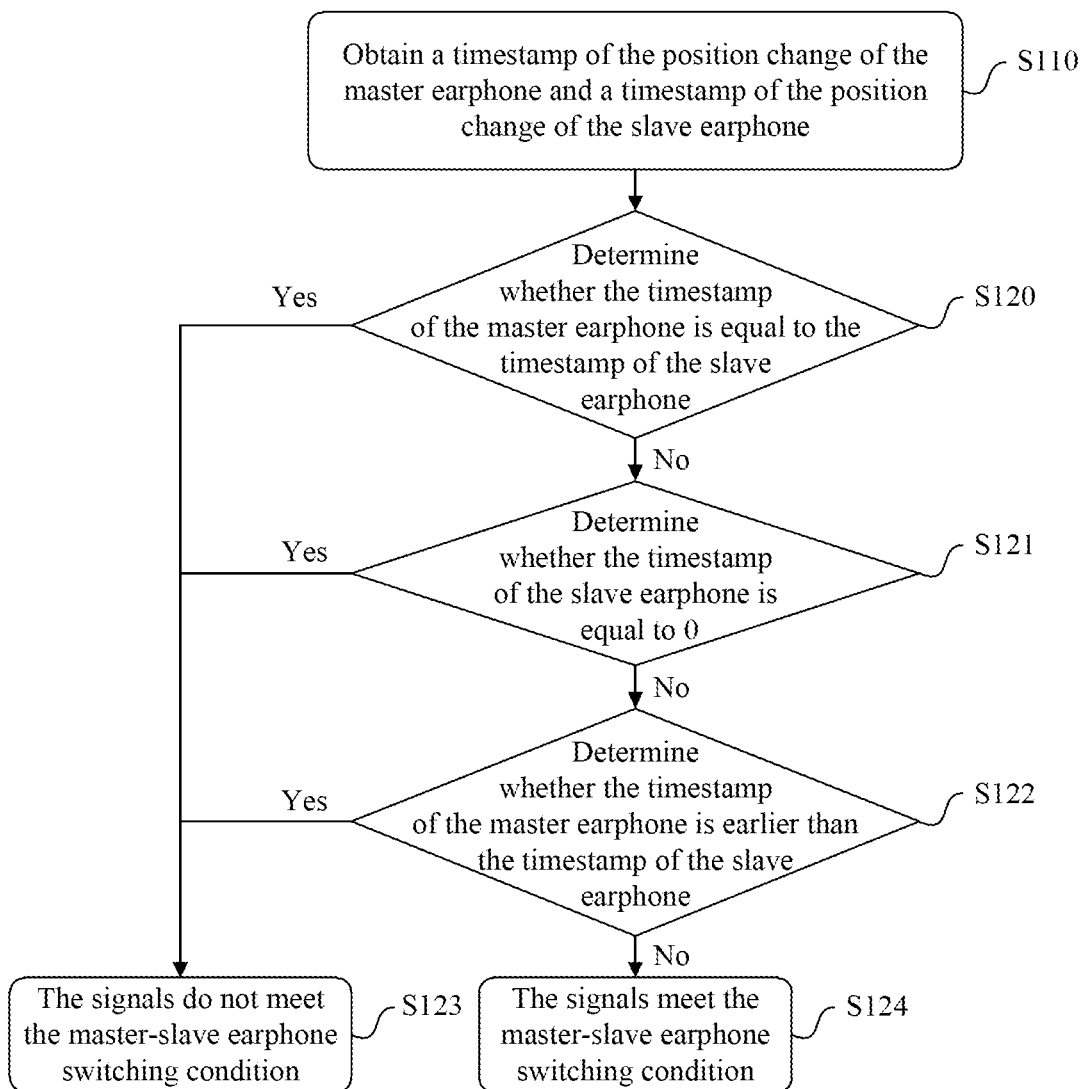 Obtain a timestamp of the position change of the
master earphone and a timestamp of the position
change of the slave earphone
S110
Determine
whether the timestamp
of the master earphone is equal to the
timestamp of the slave
earphone
S120
Yes
No
Determine
whether the timestamp
of the slave earphone is
equal to 0
S121
Yes
No
Determine
whether the timestamp
of the master earphone is earlier than
the timestamp of the slave
earphone
S122
Yes
No
The signals do not meet
the master-slave earphone
switching condition
S123
The signals meet the
master-slave earphone
switching condition
S124